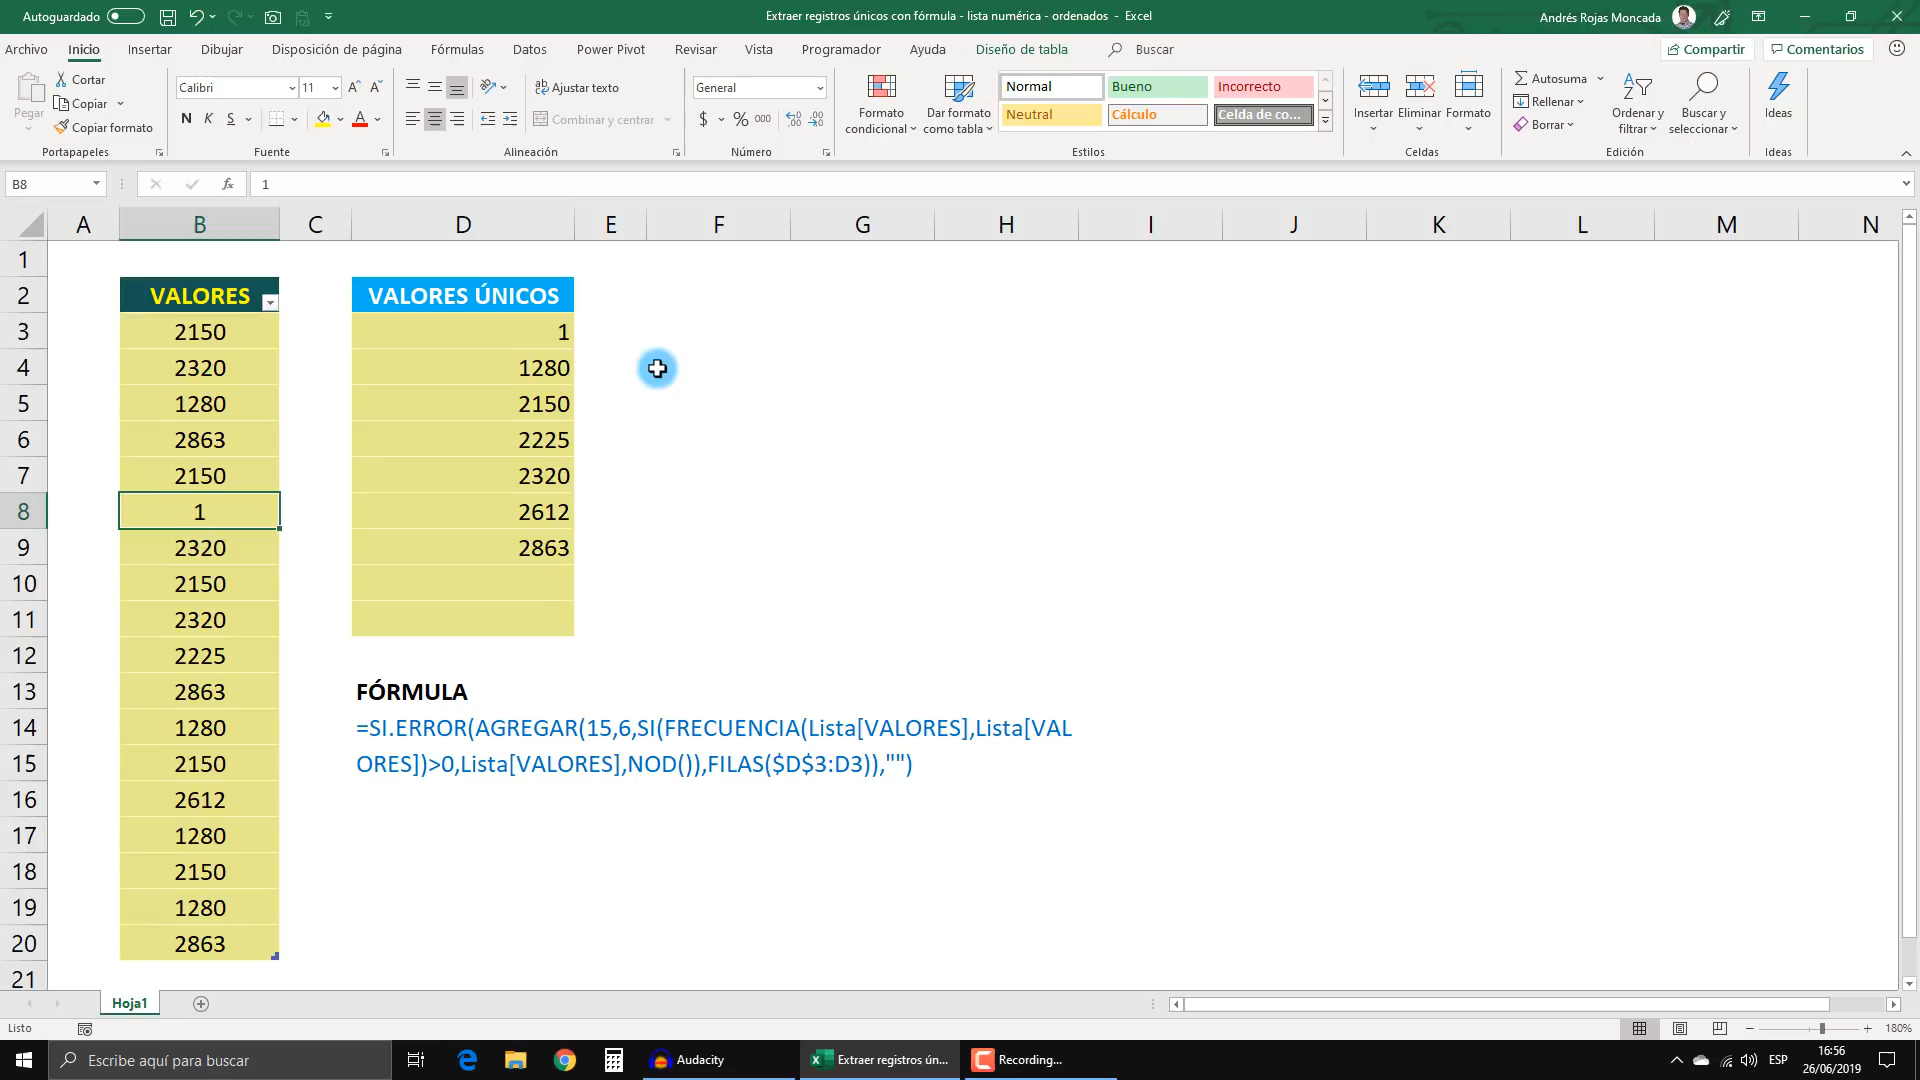 Autoguardado
Extraer registros únicos con fórmula - lista numérica - ordenados - Excel
Andrés Rojas Moncada
Archivo Inicio Insertar Dibujar Disposición de página Fórmulas Datos Power Pivot Revisar Vista Programador Ayuda Diseño de tabla Buscar Compartir Comentarios
Pegar
Cortar
Copiar
Copiar formato
Portapapeles
Calibri 11
N K S
Fuente
Ajustar texto
Combinar y centrar
Alineación
General
$ % 000
Número
Formato condicional
Dar formato como tabla
Normal Bueno Incorrecto
Neutral Cálculo Celda de co...
Estilos
Insertar Eliminar Formato
Celdas
Autosuma
Rellenar
Borrar
Ordenar y filtrar
Buscar y seleccionar
Edición
Ideas
Ideas
B8 fx 1
A B C D E F G H I J K L M N
1
2 VALORES VALORES ÚNICOS
3 2150 1
4 2320 1280
5 1280 2150
6 2863 2225
7 2150 2320
8 1 2612
9 2320 2863
10 2150
11 2320
12 2225
13 2863 FÓRMULA
14 1280 =SI.ERROR(AGREGAR(15,6,SI(FRECUENCIA(Lista[VALORES],Lista[VAL
15 2150 ORES])>0,Lista[VALORES],NOD()),FILAS($D$3:D3)),"")
16 2612
17 1280
18 2150
19 1280
20 2863
21
Hoja1
Listo
180%
Escribe aquí para buscar
Audacity
Extraer registros ún...
Recording...
ESP
16:56
26/06/2019